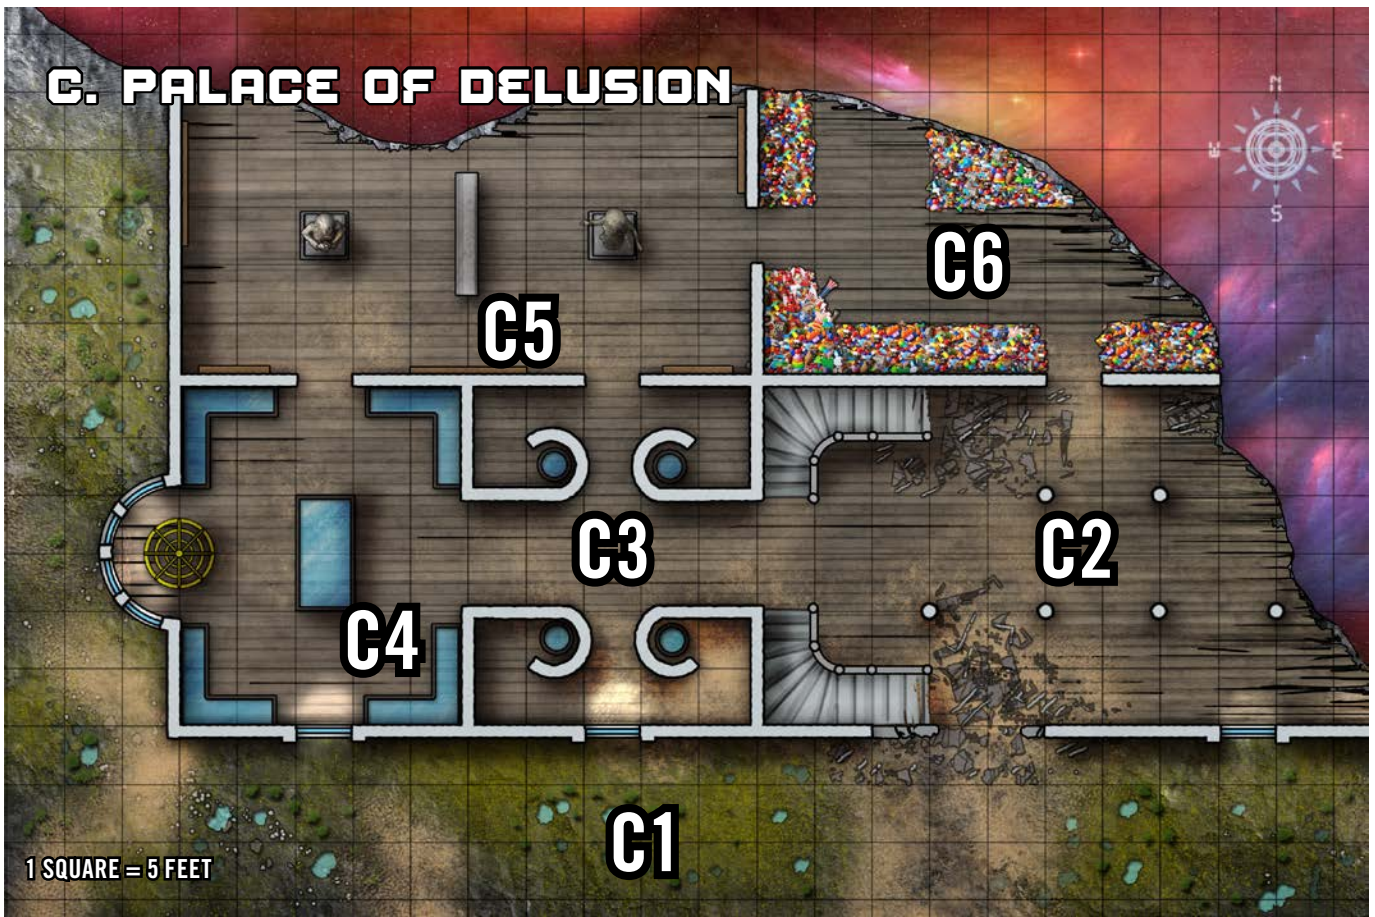 C. PALACE OF DELUSION
N
W
E
S
C6
C5
C3
C2
C4
C1
1 SQUARE = 5 FEET